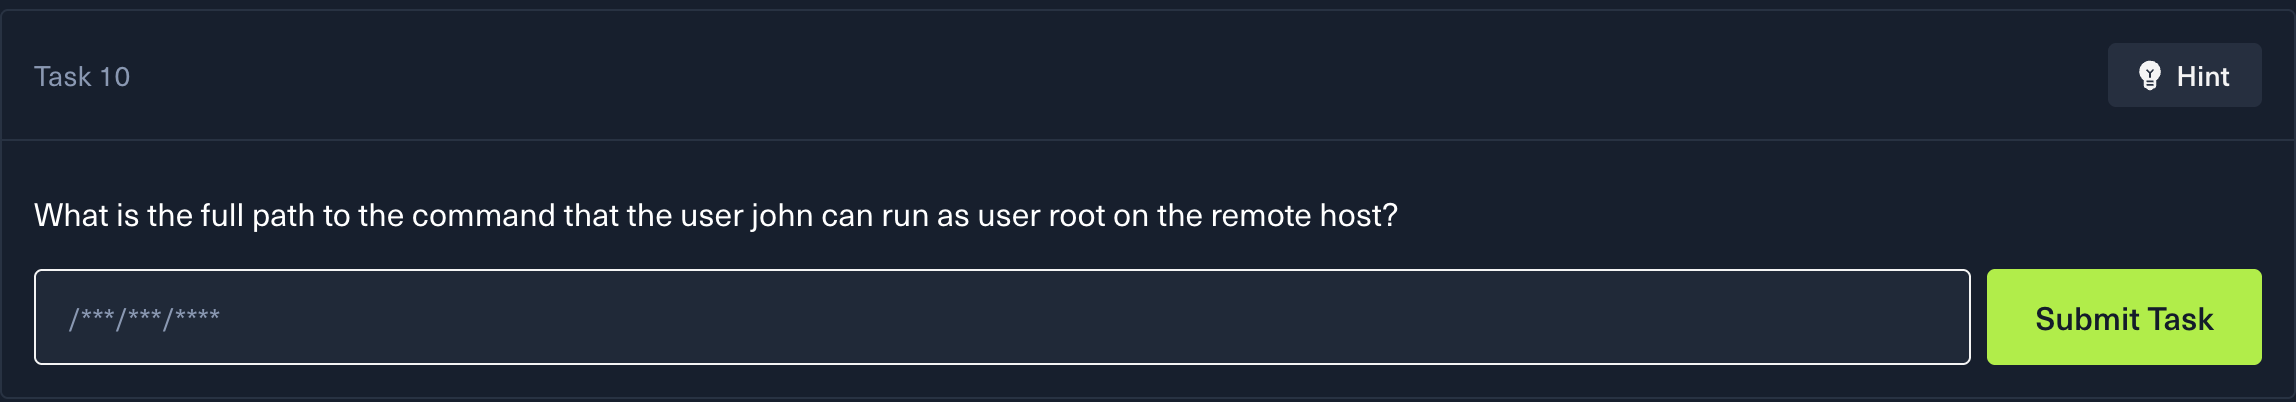 Task 10
Hint
What is the full path to the command that the user john can run as user root on the remote host?
/***/***/****
Submit Task